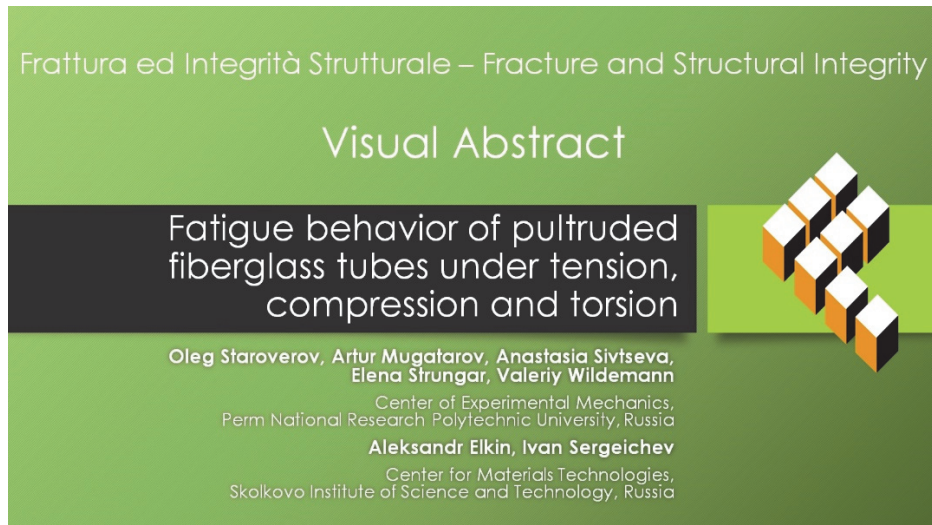 Frattura ed Integrità Strutturale – Fracture and Structural Integrity
Visual Abstract
Fatigue behavior of pultruded
fiberglass tubes under tension,
compression and torsion
Oleg Staroverov, Artur Mugatarov, Anastasia Sivtseva,
Elena Strungar, Valeriy Wildemann
Center of Experimental Mechanics,
Perm National Research Polytechnic University, Russia
Aleksandr Elkin, Ivan Sergeichev
Center for Materials Technologies,
Skolkovo Institute of Science and Technology, Russia